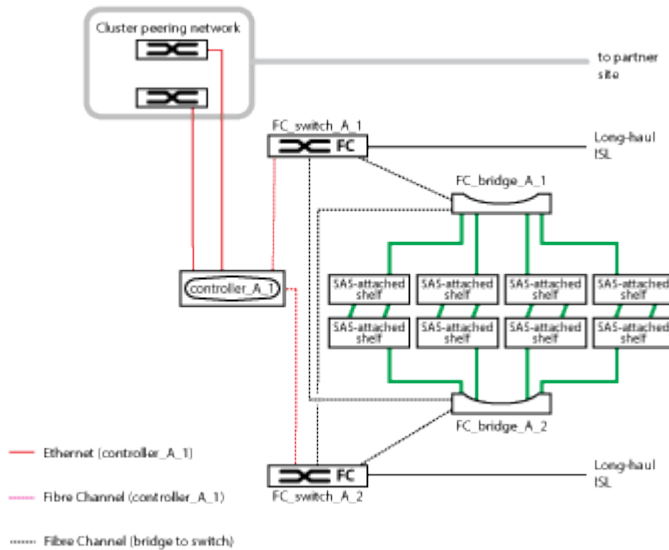 Cluster peering network
to partner
site
FC_switch_A_1
FC
Long-haul
ISL
FC_bridge_A_1
controller_A_1
SAS-attached
shelf
SAS-attached
shelf
SAS-attached
shelf
SAS-attached
shelf
SAS-attached
shelf
SAS-attached
shelf
SAS-attached
shelf
SAS-attached
shelf
FC_bridge_A_2
Ethernet (controller_A_1)
FC
Long-haul
ISL
FC_switch_A_2
Fibre Channel (controller_A_1)
Fibre Channel (bridge to switch)